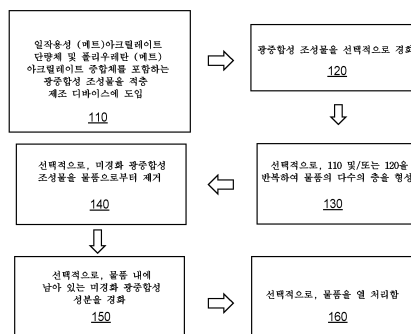 일작용성 (메트)아크릴레이트
단량체 및 폴리우레탄 (메트)
아크릴레이트 중합체를 포함하는
광중합성 조성물을 적층
제조 디바이스에 도입
110
광중합성 조성물을 선택적으로 경화
120
선택적으로, 110 및/또는 120을
반복하여 물품의 다수의 층을 형성
130
선택적으로, 미경화 광중합성
조성물을 물품으로부터 제거
140
선택적으로, 물품 내에
남아 있는 미경화 광중합성
성분을 경화
150
선택적으로, 물품을 열 처리함
160